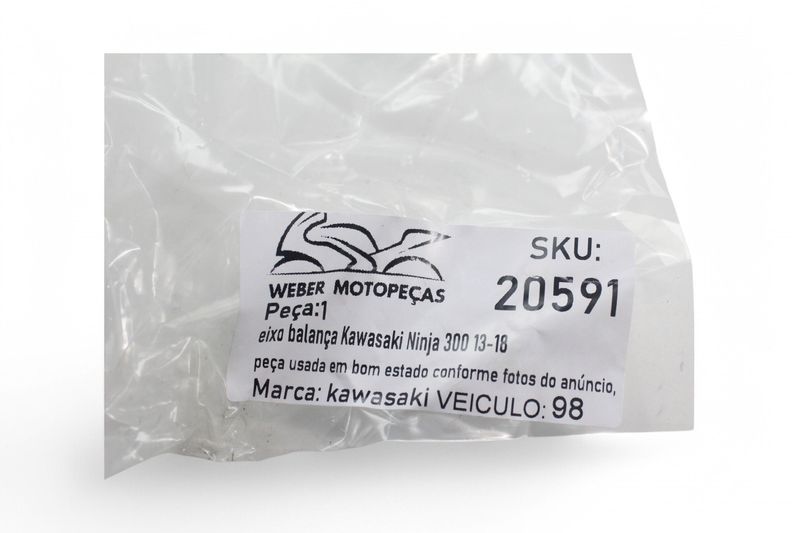 WEBER MOTOPEÇAS
SKU:
20591
Peça:1
eixo balança Kawasaki Ninja 300 13-18
peça usada em bom estado conforme fotos do anúncio,
Marca: kawasaki VEICULO: 98